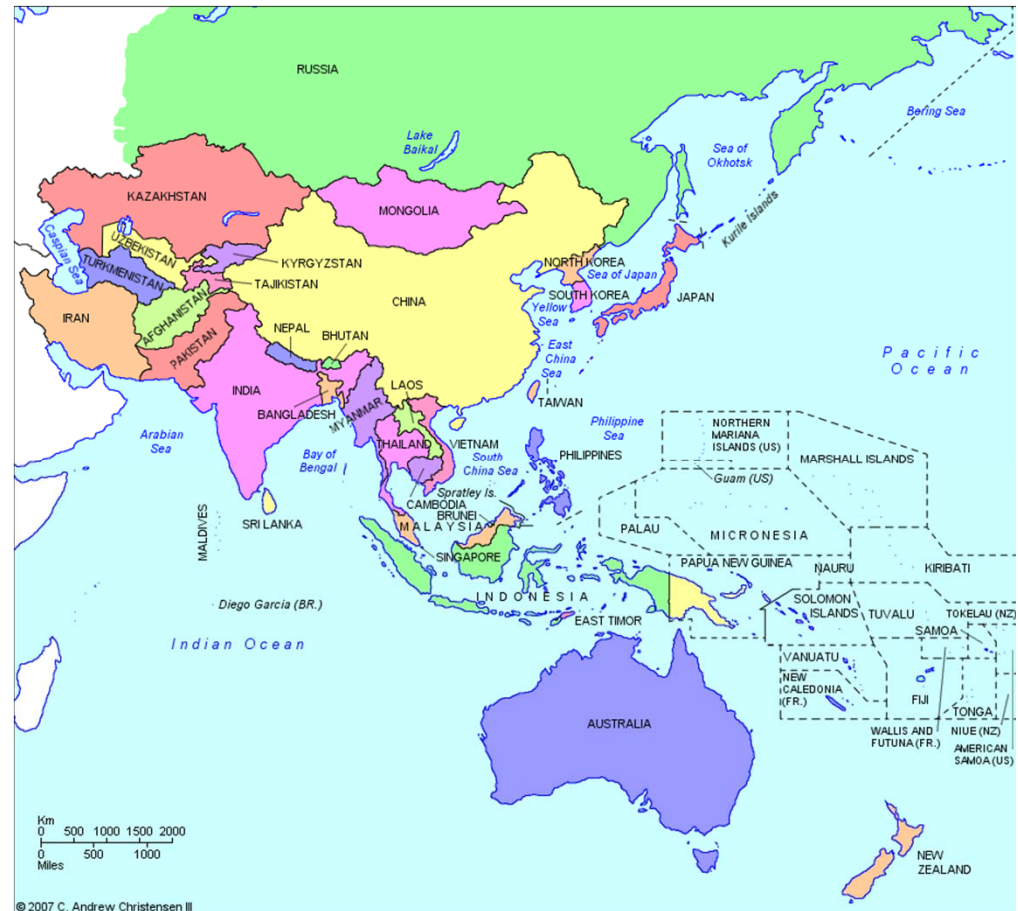 RUSSIA
Bering Sea
Lake
Baikal
Sea of
Okhotsk
KAZAKHSTAN
MONGOLIA
Kurile Islands
Caspian Sea
UZBEKISTAN
TURKMENISTAN
KYRGYZSTAN
TAJIKISTAN
NORTH KOREA
Sea of Japan
SOUTH KOREA
JAPAN
CHINA
IRAN
AFGHANISTAN
PAKISTAN
NEPAL
BHUTAN
Yellow
Sea
East
China
Sea
Pacific
Ocean
INDIA
LAOS
BANGLADESH
MYANMAR
TAIWAN
Arabian
Sea
Bay of
Bengal
THAILAND
VIETNAM
South
China Sea
Philippine
Sea
PHILIPPINES
NORTHERN
MARIANA
ISLANDS (US)
Guam (US)
MARSHALL ISLANDS
Spratley Is.
CAMBODIA
BRUNEI
MALAYSIA
SRI LANKA
MALDIVES
PALAU
MICRONESIA
SINGAPORE
PAPUA NEW GUINEA
NAURU
KIRIBATI
INDONESIA
Diego Garcia (BR.)
EAST TIMOR
SOLOMON
ISLANDS
TUVALU
TOKELAU (NZ)
SAMOA
Indian Ocean
VANUATU
NEW
CALEDONIA
(FR.)
FIJI
TONGA
WALLIS AND
FUTUNA (FR.)
NIUE (NZ)
AMERICAN
SAMOA (US)
AUSTRALIA
NEW
ZEALAND
Km
0 500 1000 1500 2000
0 500 1000
Miles
© 2007 C. Andrew Christensen III